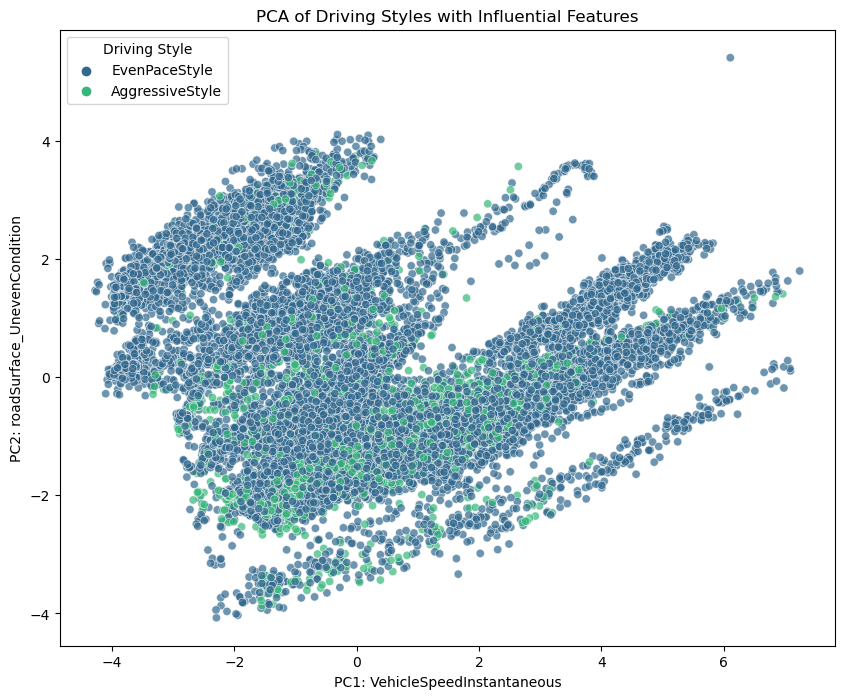 PCA of Driving Styles with Influential Features
Driving Style
EvenPaceStyle
AggressiveStyle
PC2: roadSurface_UnevenCondition
4
2
0
−2
−4
−4
−2
0
2
4
6
PC1: VehicleSpeedInstantaneous